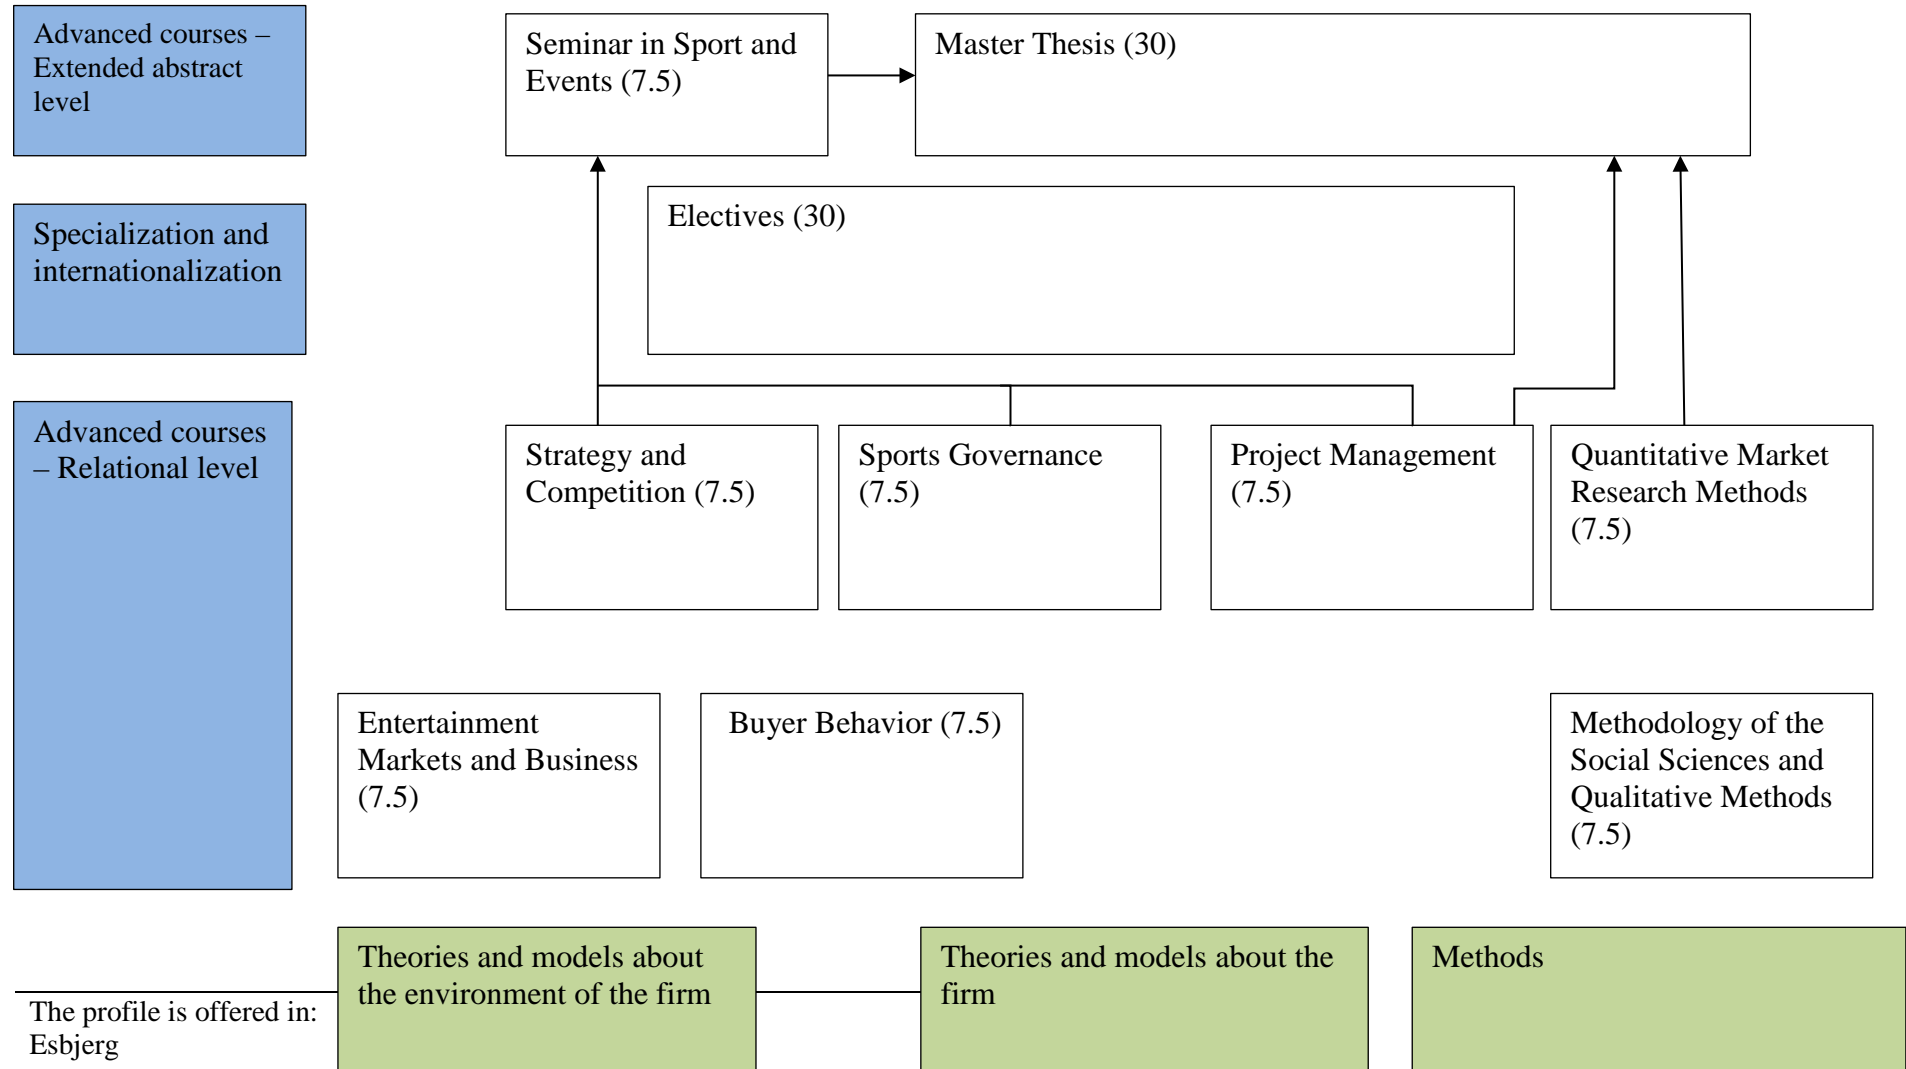 Advanced courses –
Extended abstract
level
Seminar in Sport and
Events (7.5)
Master Thesis (30)
Specialization and
internationalization
Electives (30)
Advanced courses
– Relational level
Strategy and
Competition (7.5)
Sports Governance
(7.5)
Project Management
(7.5)
Quantitative Market
Research Methods
(7.5)
Entertainment
Markets and Business
(7.5)
Buyer Behavior (7.5)
Methodology of the
Social Sciences and
Qualitative Methods
(7.5)
Theories and models about
the environment of the firm
Theories and models about the
firm
Methods
The profile is offered in:
Esbjerg